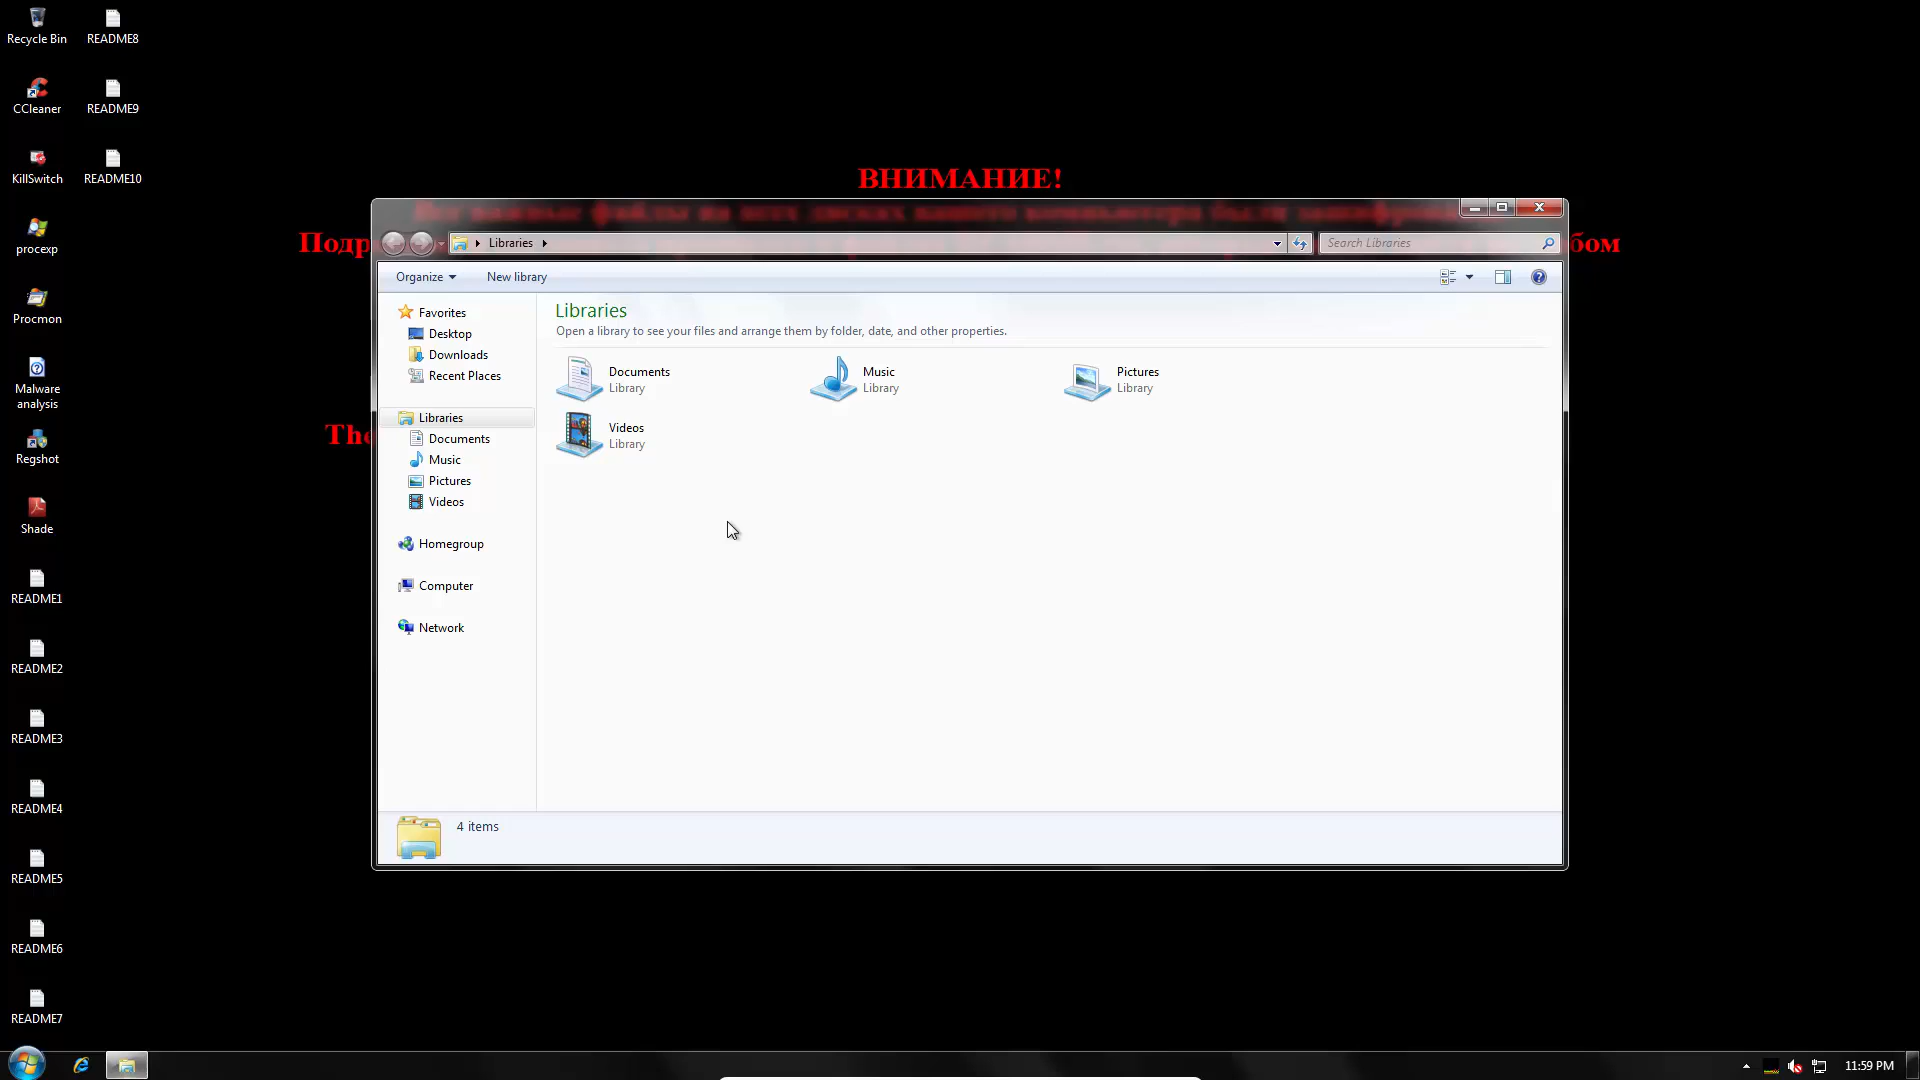 Recycle Bin
README8
CCleaner
README9
KillSwitch
README10
procexp
Procmon
Malware
analysis
Regshot
Shade
README1
README2
README3
README4
README5
README6
README7
ВНИМАНИЕ!
Libraries
Search Libraries
Organize
New library
Favorites
Desktop
Downloads
Recent Places
Libraries
Documents
Music
Pictures
Videos
Homegroup
Computer
Network
Libraries
Open a library to see your files and arrange them by folder, date, and other properties.
Documents
Library
Music
Library
Pictures
Library
Videos
Library
4 items
11:59 PM